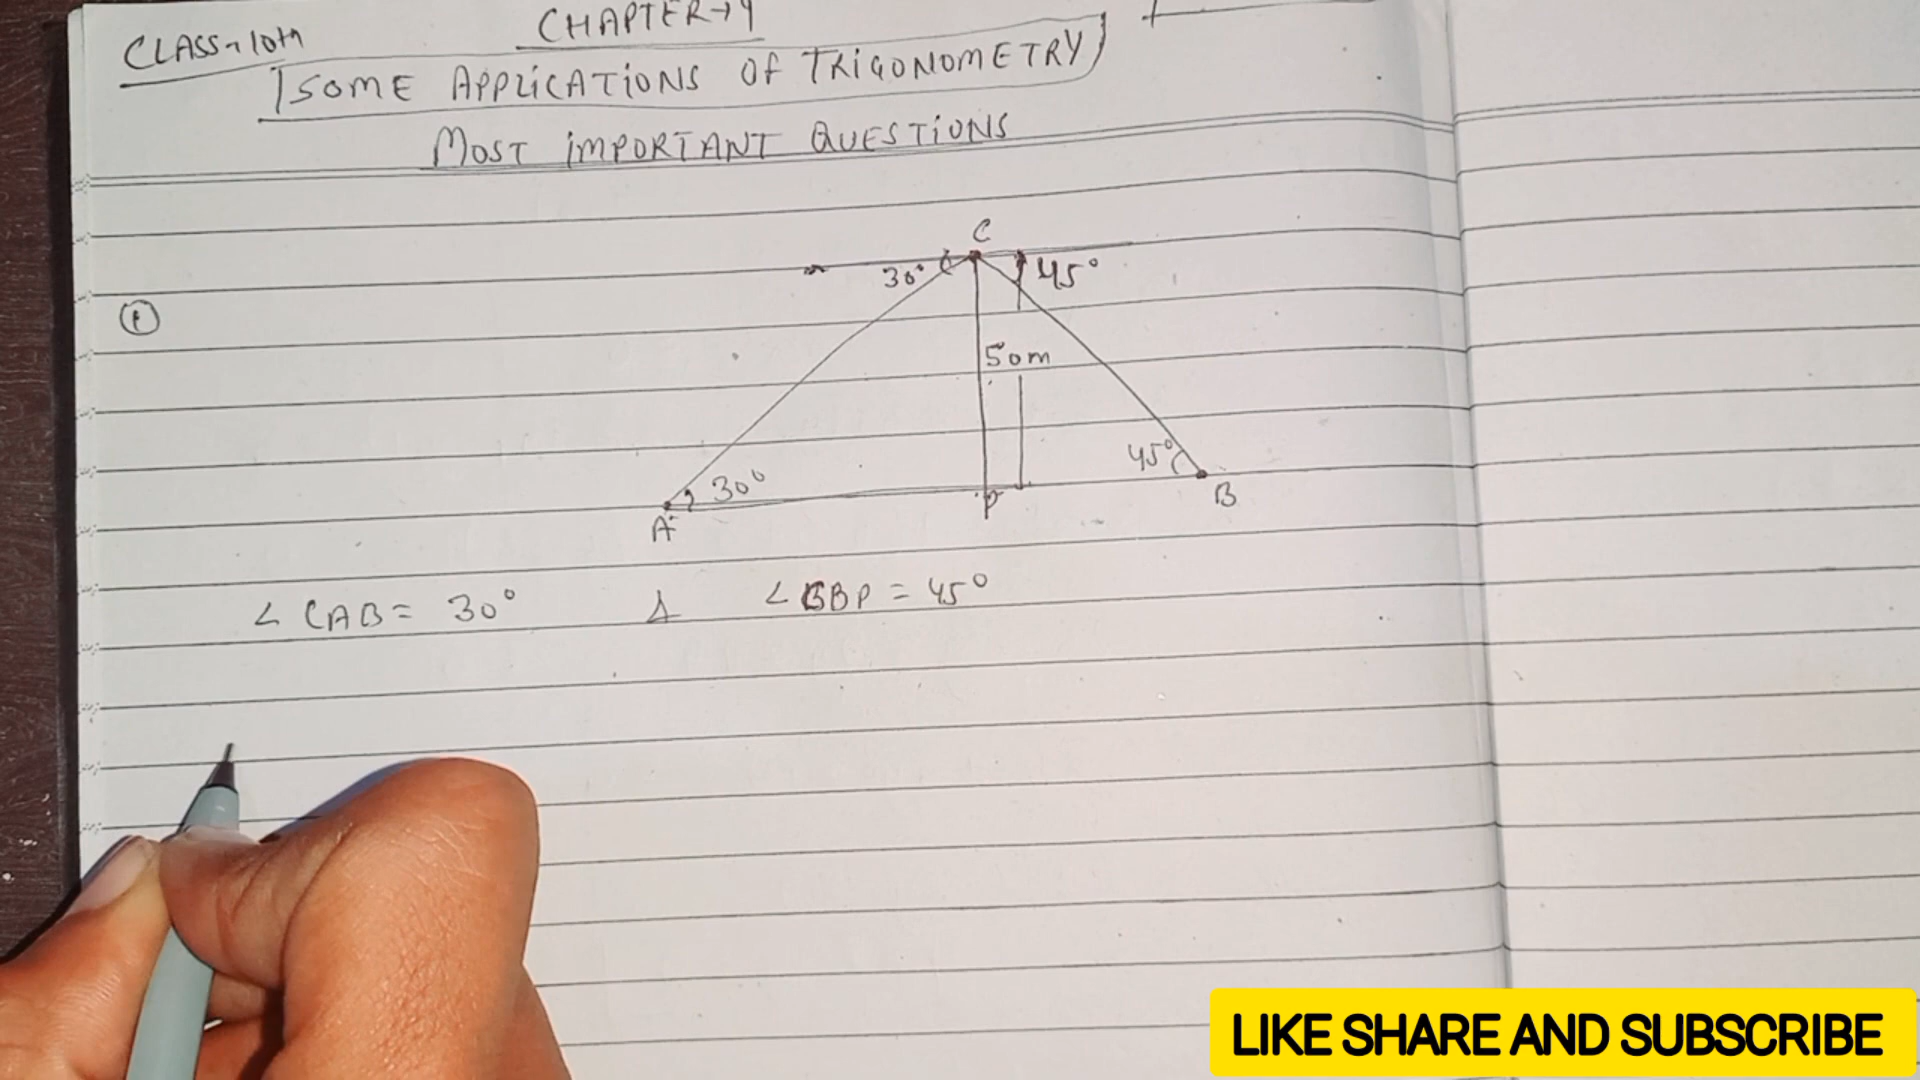 CLASS-10th
CHAPTER→9
SOME APPLICATIONS OF TRIGONOMETRY
MOST IMPORTANT QUESTIONS
C
30° 45°
①
50m
45°
30°
A P B
∠CAB = 30° & ∠CBP = 45°
LIKE SHARE AND SUBSCRIBE